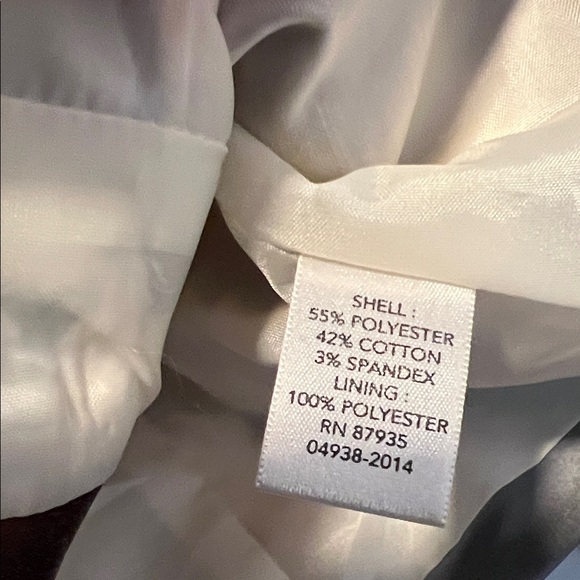 SHELL :
55% POLYESTER
42% COTTON
3% SPANDEX
LINING :
100% POLYESTER
RN 87935
04938-2014